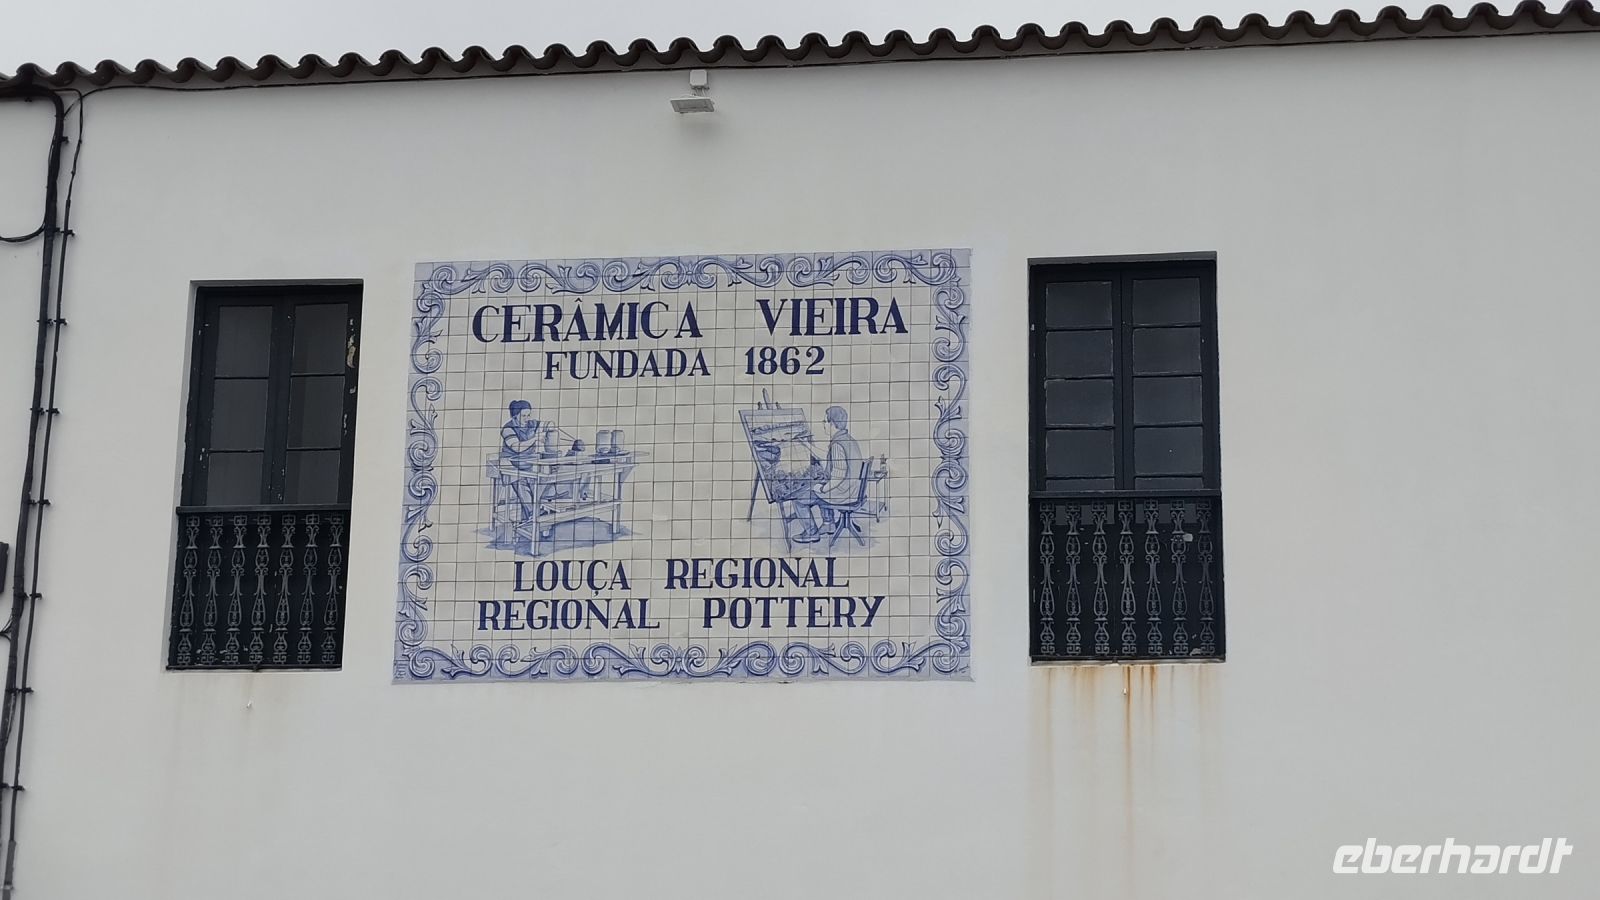 CERÂMICA VIEIRA
FUNDADA 1862
LOUÇA REGIONAL
REGIONAL POTTERY
eberhardt